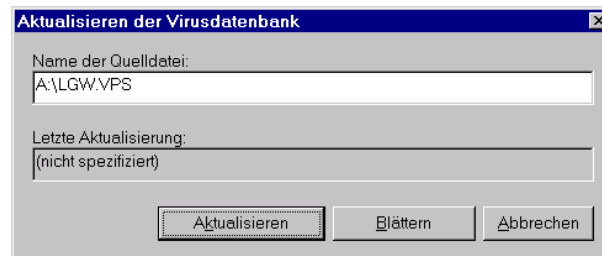 Aktualisieren der Virusdatenbank
Name der Quelldatei:
A:\LGW.VPS
Letzte Aktualisierung:
(nicht spezifiziert)
Aktualisieren Blättern Abbrechen